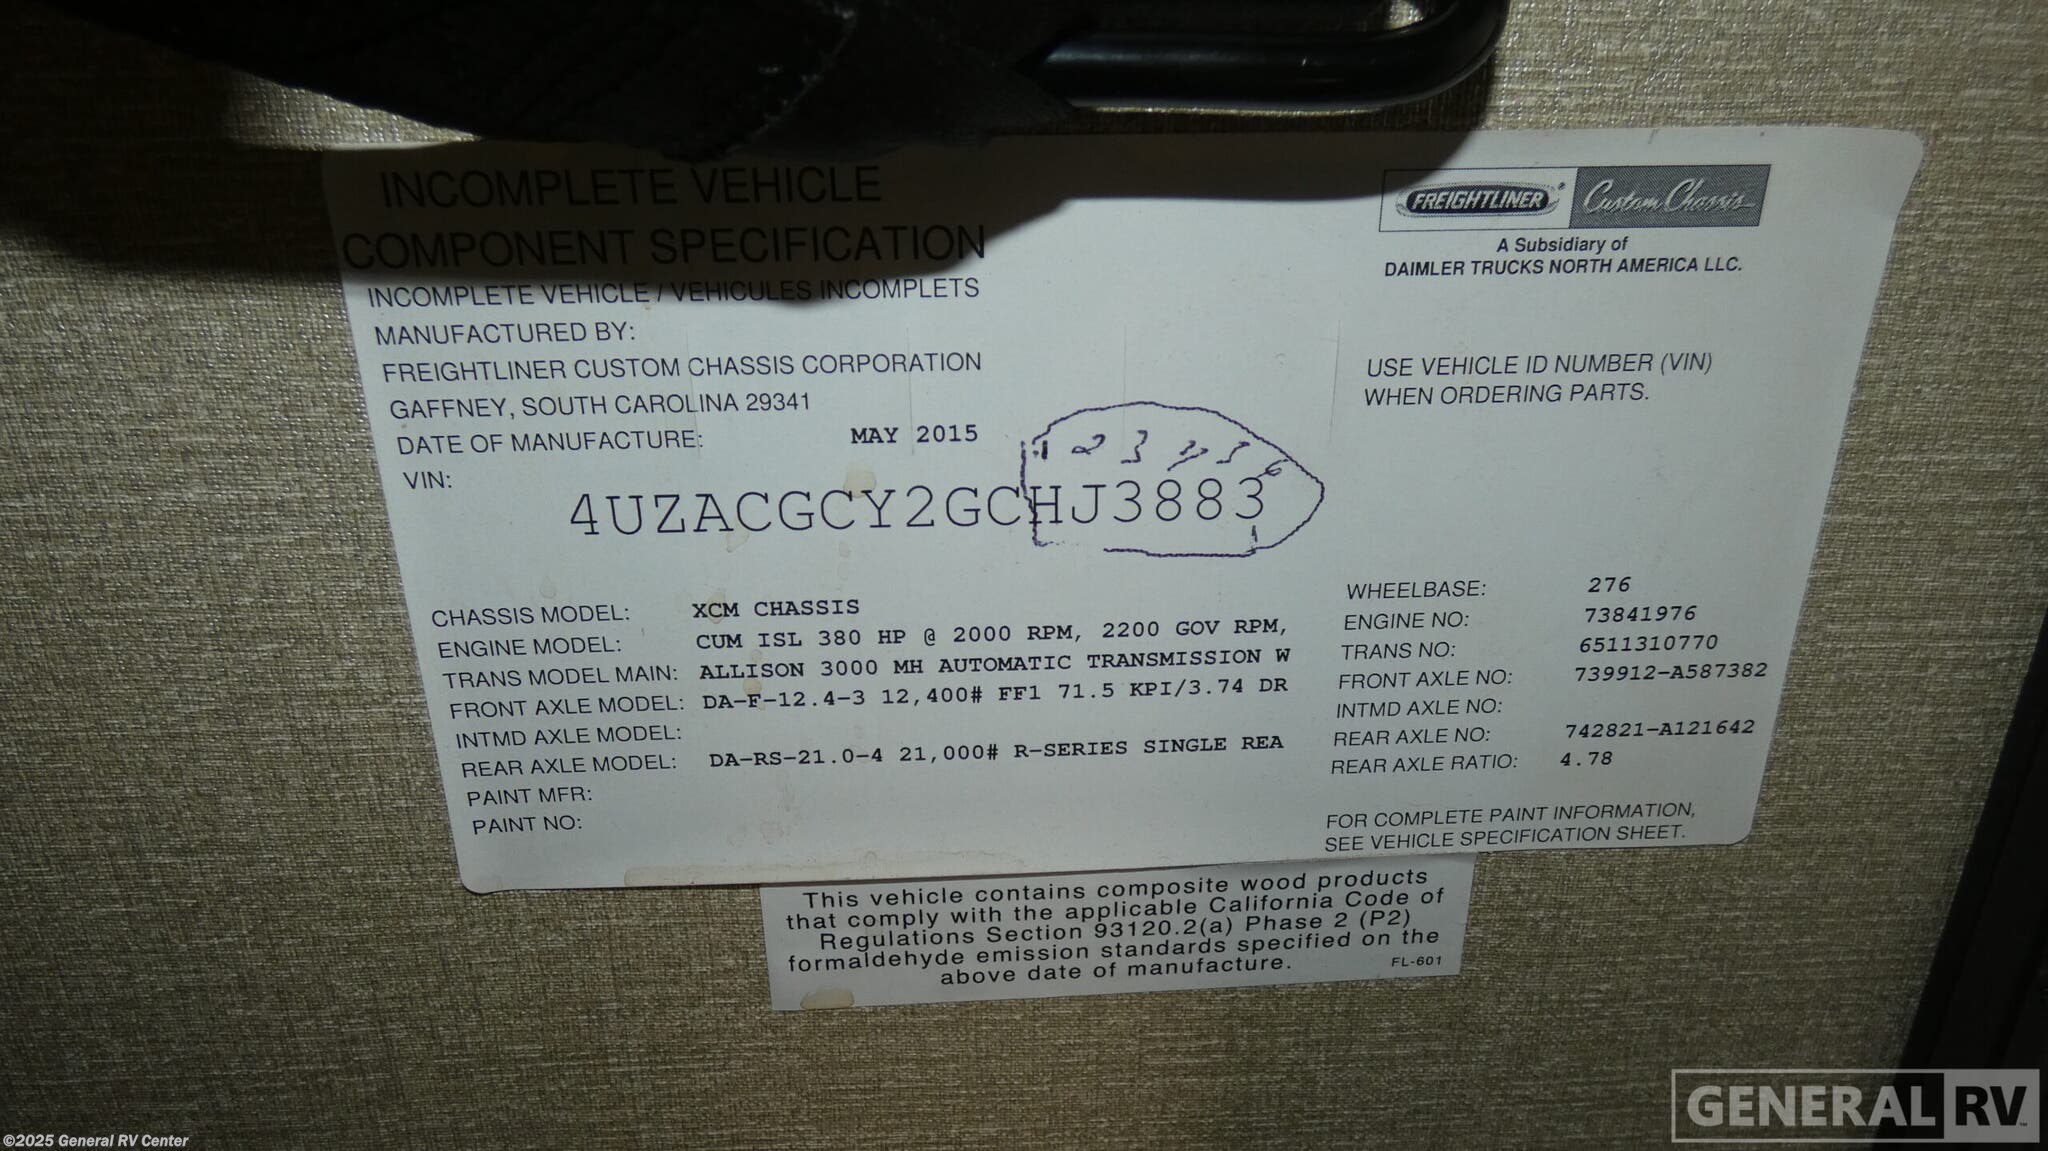 INCOMPLETE VEHICLE
COMPONENT SPECIFICATION
INCOMPLETE VEHICLE / VEHICULES INCOMPLETS
MANUFACTURED BY:
FREIGHTLINER CUSTOM CHASSIS CORPORATION
GAFFNEY, SOUTH CAROLINA 29341
DATE OF MANUFACTURE: MAY 2015
VIN:
1 2 3 4 5 6
4UZACGCY2GCHJ3883
FREIGHTLINER® Custom Chassis
A Subsidiary of
DAIMLER TRUCKS NORTH AMERICA LLC.
USE VEHICLE ID NUMBER (VIN)
WHEN ORDERING PARTS.
CHASSIS MODEL: XCM CHASSIS
ENGINE MODEL: CUM ISL 380 HP @ 2000 RPM, 2200 GOV RPM,
TRANS MODEL MAIN: ALLISON 3000 MH AUTOMATIC TRANSMISSION W
FRONT AXLE MODEL: DA-F-12.4-3 12,400# FF1 71.5 KPI/3.74 DR
INTMD AXLE MODEL:
REAR AXLE MODEL: DA-RS-21.0-4 21,000# R-SERIES SINGLE REA
PAINT MFR:
PAINT NO:
WHEELBASE: 276
ENGINE NO: 73841976
TRANS NO: 6511310770
FRONT AXLE NO: 739912-A587382
INTMD AXLE NO:
REAR AXLE NO: 742821-A121642
REAR AXLE RATIO: 4.78
FOR COMPLETE PAINT INFORMATION,
SEE VEHICLE SPECIFICATION SHEET.
This vehicle contains composite wood products
that comply with the applicable California Code of
Regulations Section 93120.2(a) Phase 2 (P2)
formaldehyde emission standards specified on the
above date of manufacture. FL-601
GENERAL RV™
©2025 General RV Center